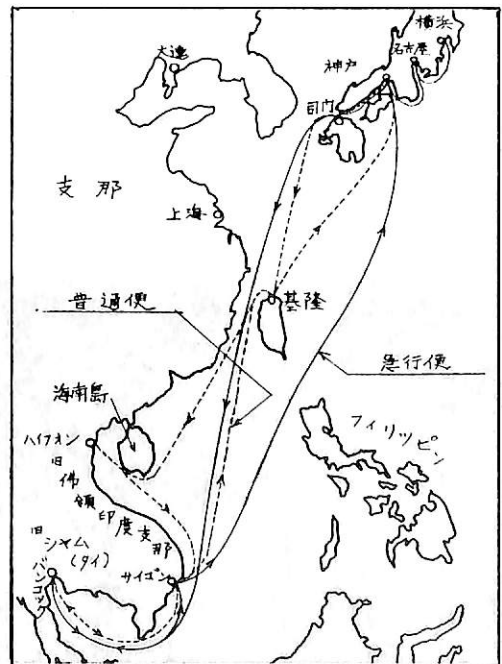 横浜
名古屋
神戸
大連
司門
支那
上海
基隆
普通便
急行便
海南島
ハイフォン
フィリッピン
旧佛領印度支那
旧シャム
(タイ)
バンコック
サイゴン